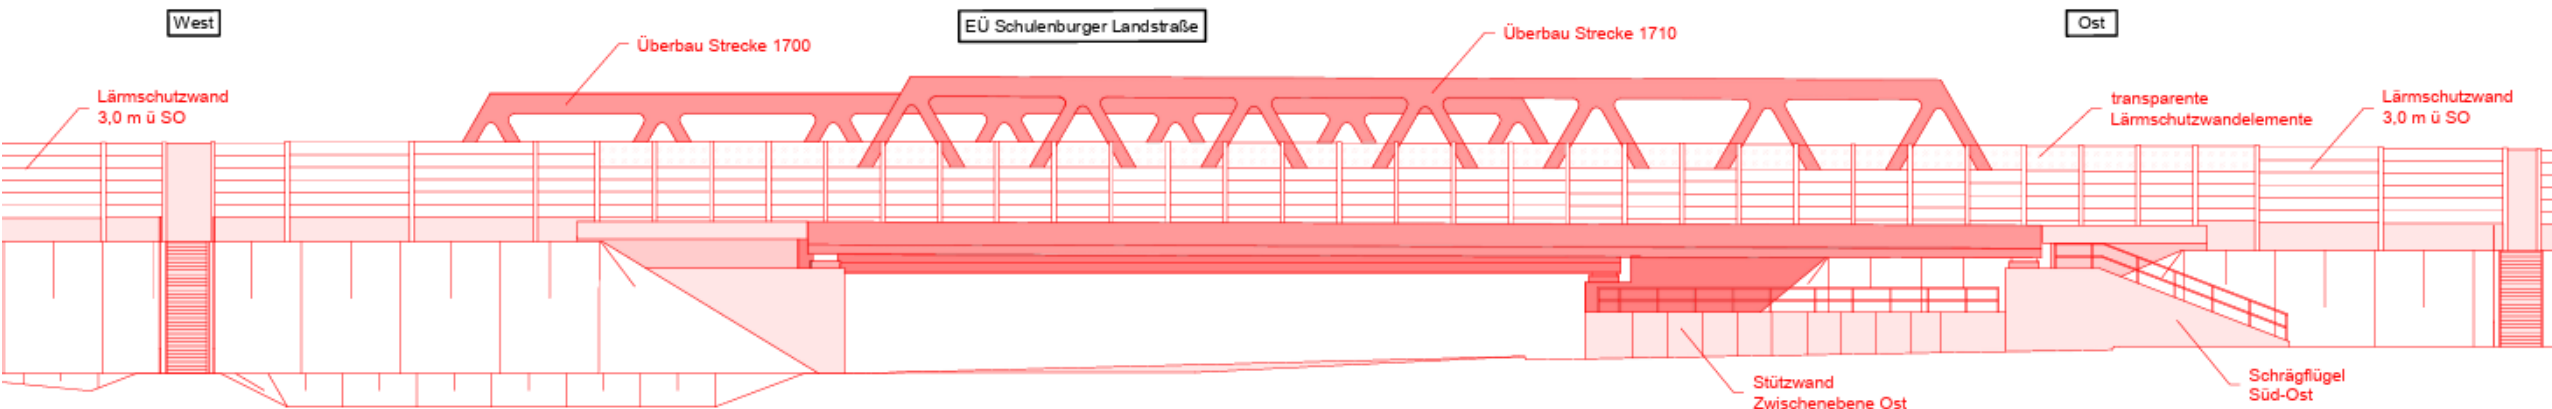 West
EÜ Schulenburger Landstraße
Ost
Überbau Strecke 1700
Überbau Strecke 1710
Lärmschutzwand
3,0 m ü SO
transparente
Lärmschutzwandelemente
Lärmschutzwand
3,0 m ü SO
Stützwand
Zwischenebene Ost
Schrägflügel
Süd-Ost